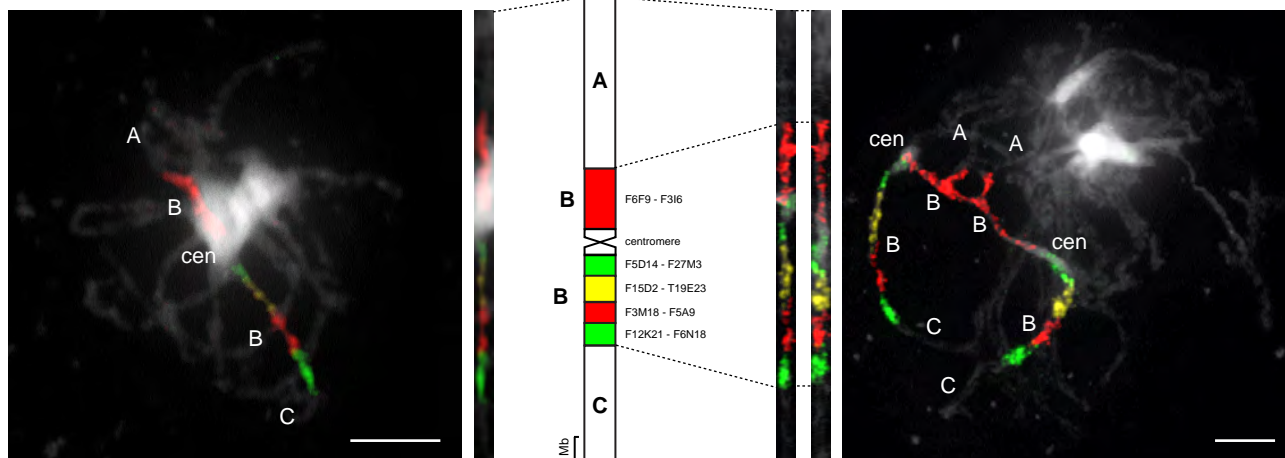 A
B
cen
B
C
A
B
F6F9 - F3I6
centromere
F5D14 - F27M3
B
F15D2 - T19E23
F3M18 - F5A9
F12K21 - F6N18
C
Mb
A
A
cen
B
B
B
cen
C
B
C